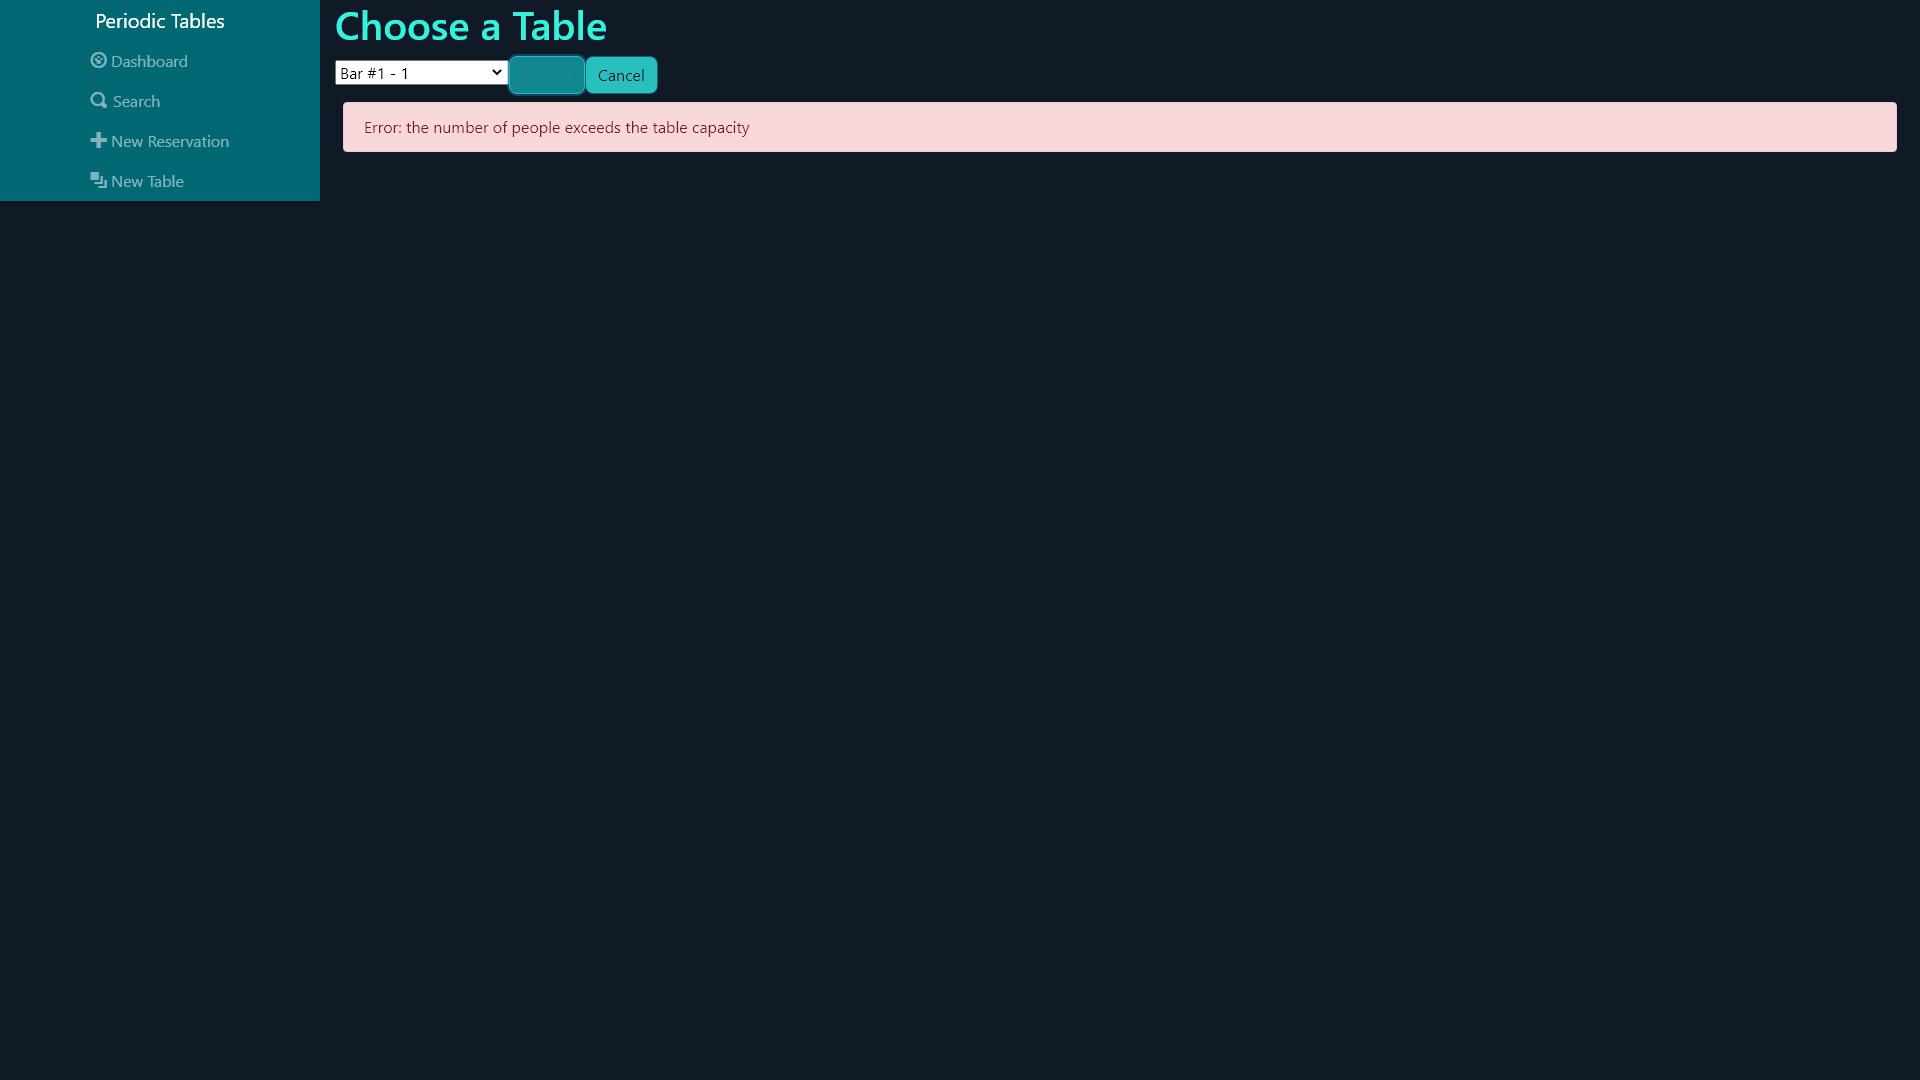 Periodic Tables
Dashboard
Search
New Reservation
New Table
Choose a Table
Bar #1 - 1
Cancel
Error: the number of people exceeds the table capacity